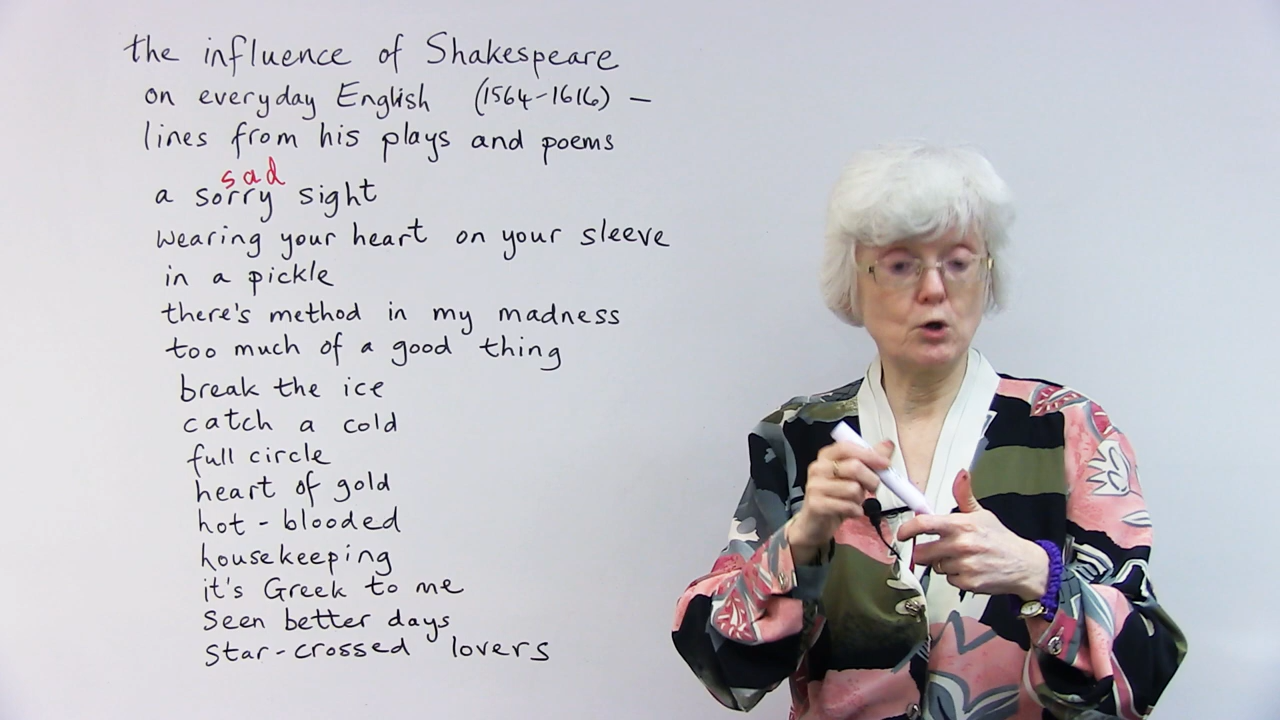 the influence of Shakespeare
on everyday English (1564-1616) –
lines from his plays and poems
sad
a sorry sight
wearing your heart on your sleeve
in a pickle
there's method in my madness
too much of a good thing
break the ice
catch a cold
full circle
heart of gold
hot-blooded
housekeeping
it's Greek to me
seen better days
star-crossed lovers